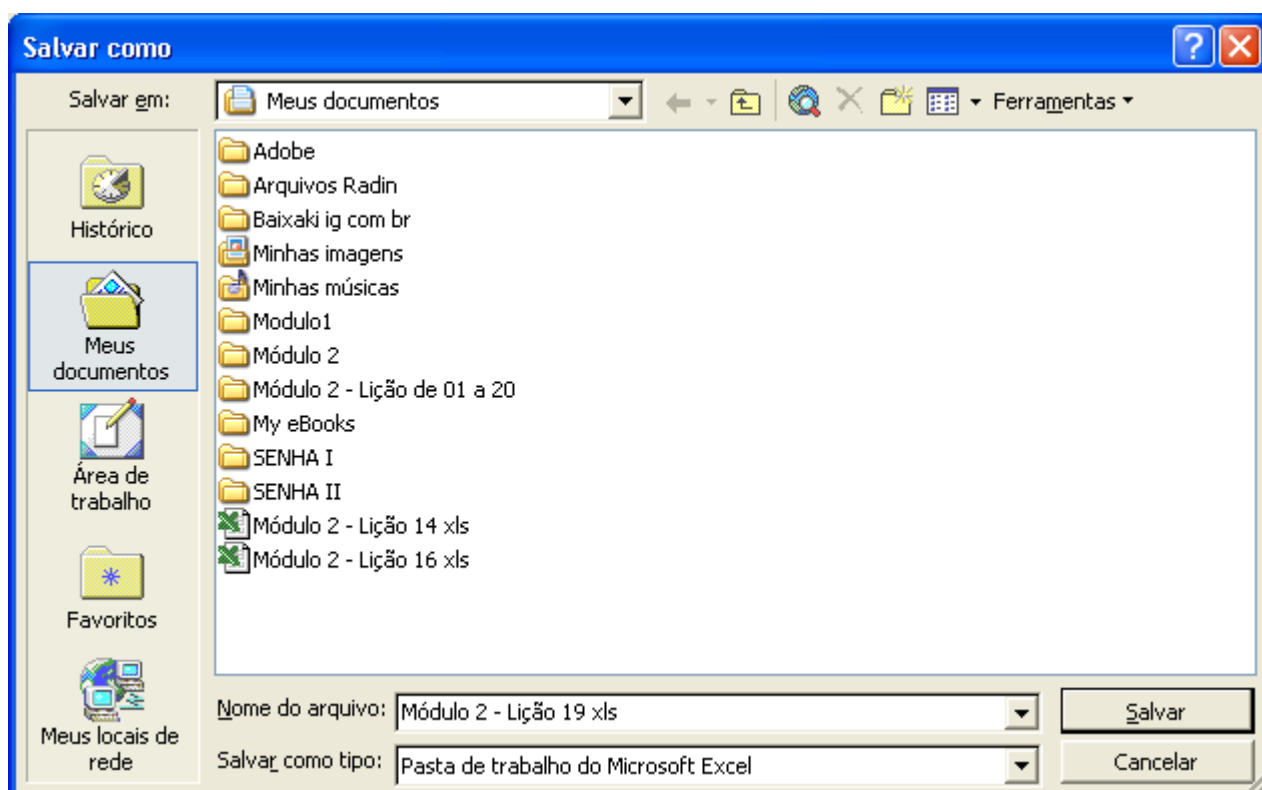 Salvar como
Salvar em:
Meus documentos
Ferramentas
Histórico
Meus
documentos
Área de
trabalho
Favoritos
Meus locais de
rede
Adobe
Arquivos Radin
Baixaki ig com br
Minhas imagens
Minhas músicas
Modulo1
Módulo 2
Módulo 2 - Lição de 01 a 20
My eBooks
SENHA I
SENHA II
Módulo 2 - Lição 14 xls
Módulo 2 - Lição 16 xls
Nome do arquivo: Módulo 2 - Lição 19 xls
Salvar
Salvar como tipo: Pasta de trabalho do Microsoft Excel
Cancelar